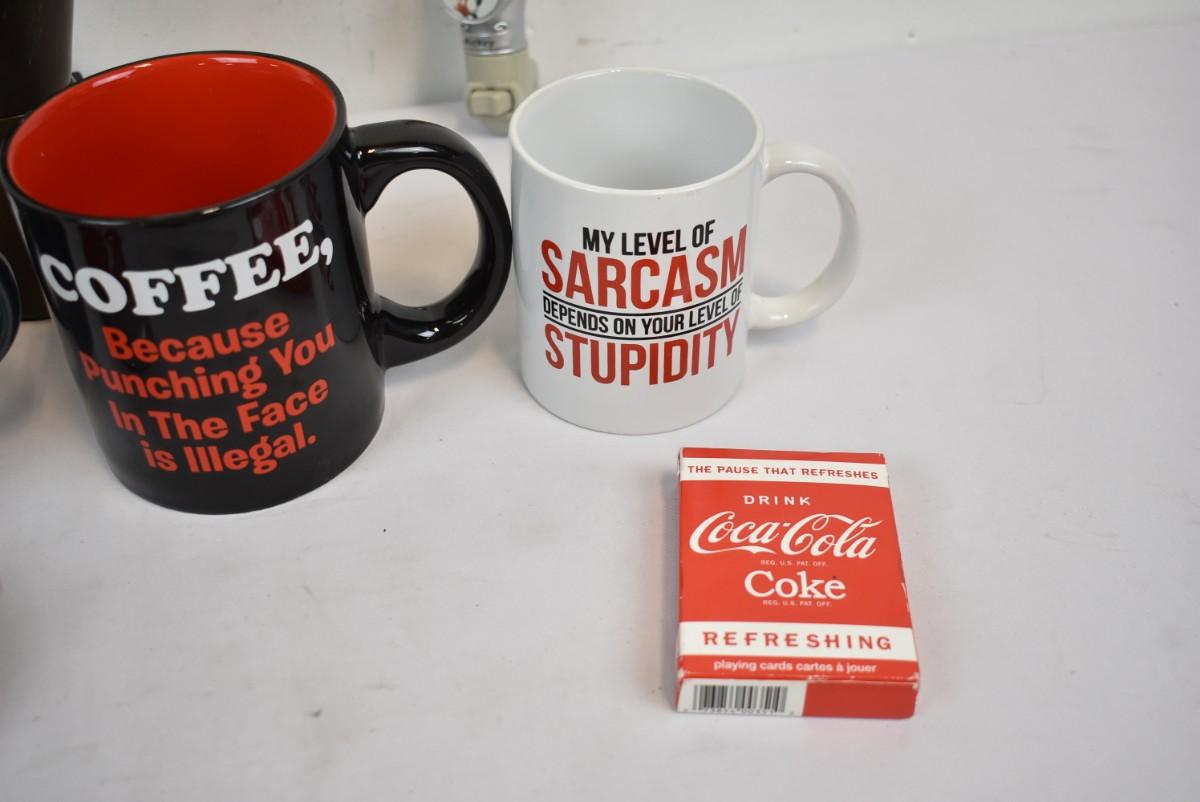 Mickey
COFFEE,
Because
Punching You
In The Face
is Illegal.
MY LEVEL OF
SARCASM
DEPENDS ON YOUR LEVEL OF
STUPIDITY
THE PAUSE THAT REFRESHES
DRINK
Coca-Cola
REG. U.S. PAT. OFF.
Coke
REG. U.S. PAT. OFF.
REFRESHING
playing cards cartes à jouer